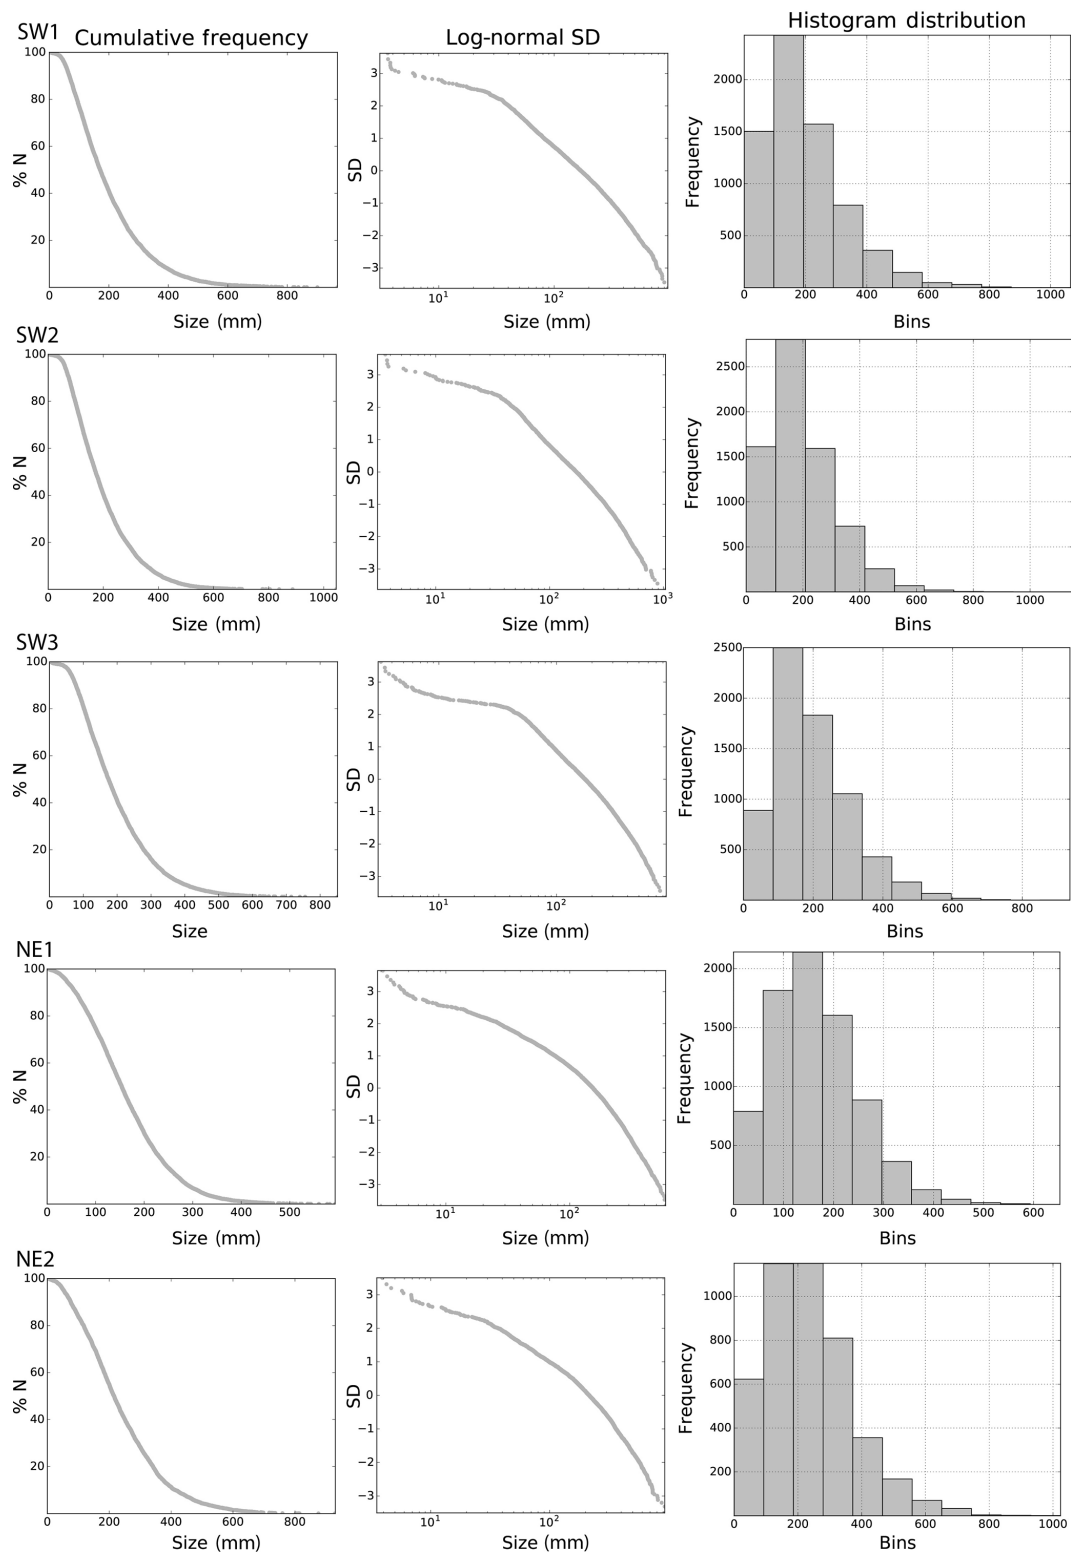 SW1 Cumulative frequency Log-normal SD Histogram distribution
% N 100 80 60 40 20
0 200 400 600 800
Size (mm)
SD 3 2 1 0 −1 −2 −3
10¹ 10²
Size (mm)
Frequency 2000 1500 1000 500
0 200 400 600 800 1000
Bins
SW2
% N 100 80 60 40 20
0 200 400 600 800 1000
Size (mm)
SD 3 2 1 0 −1 −2 −3
10¹ 10² 10³
Size (mm)
Frequency 2500 2000 1500 1000 500
0 200 400 600 800 1000
Bins
SW3
% N 100 80 60 40 20
0 100 200 300 400 500 600 700 800
Size
SD 3 2 1 0 −1 −2 −3
10¹ 10²
Size (mm)
Frequency 2500 2000 1500 1000 500
0 200 400 600 800
Bins
NE1
% N 100 80 60 40 20
0 100 200 300 400 500
Size (mm)
SD 3 2 1 0 −1 −2 −3
10¹ 10²
Size (mm)
Frequency 2000 1500 1000 500
0 100 200 300 400 500 600
Bins
NE2
% N 100 80 60 40 20
0 200 400 600 800
Size (mm)
SD 3 2 1 0 −1 −2 −3
10¹ 10²
Size (mm)
Frequency 1000 800 600 400 200
0 200 400 600 800 1000
Bins